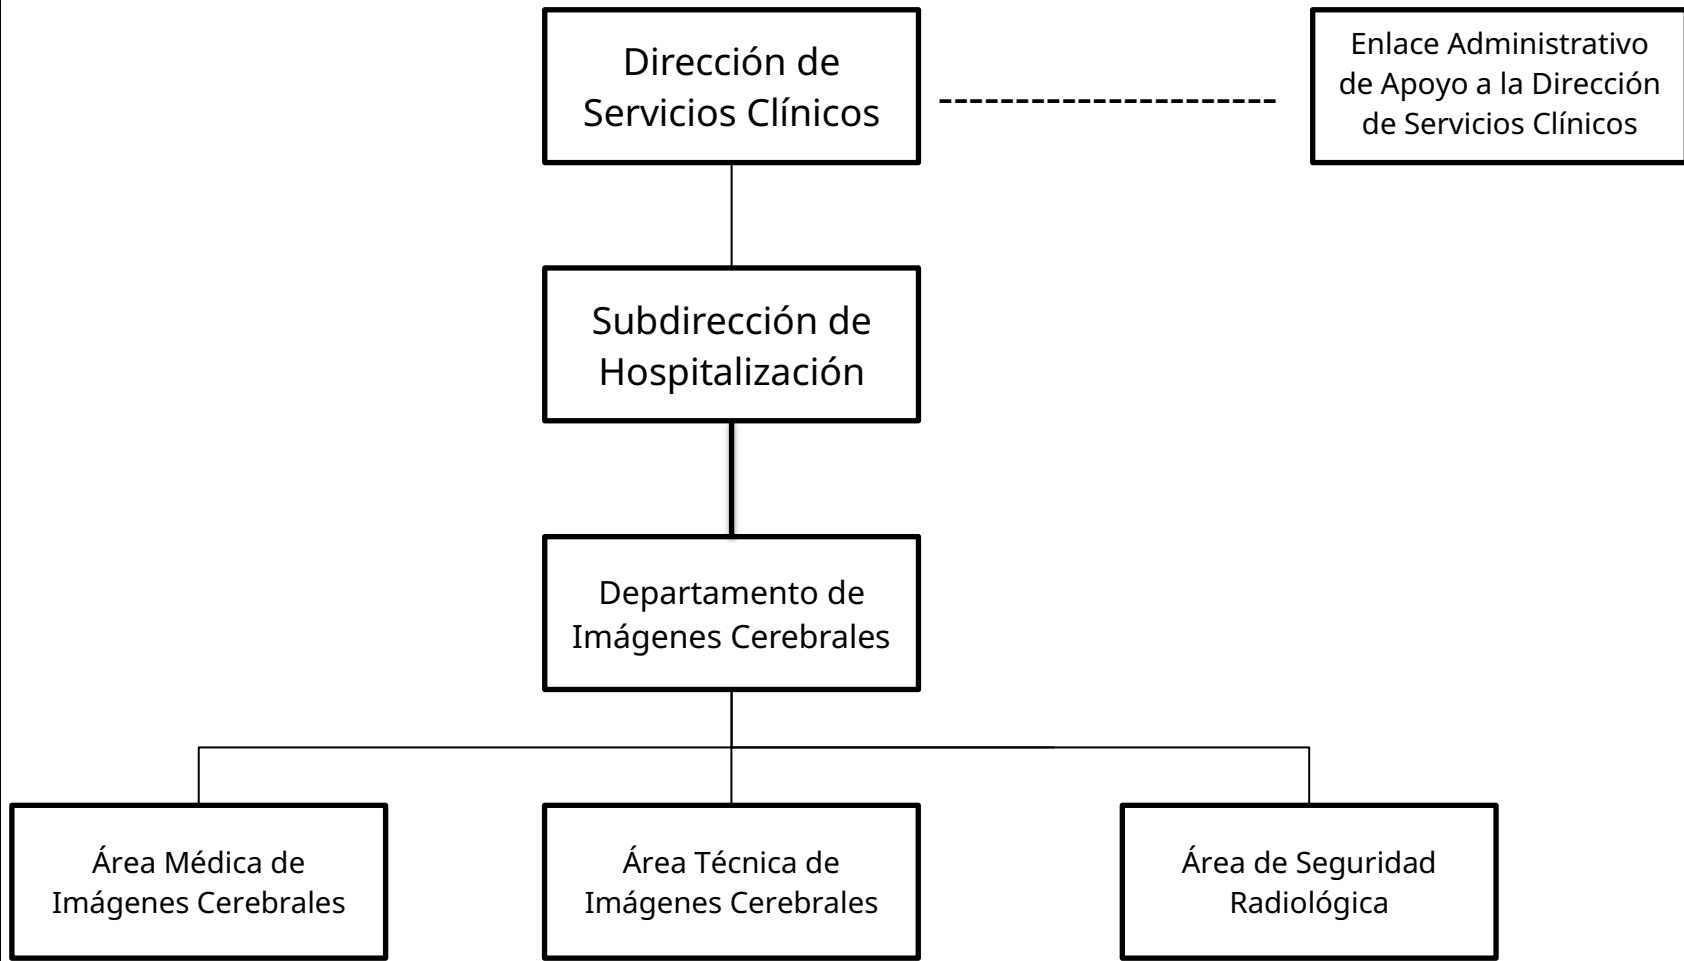 Dirección de
Servicios Clínicos
Enlace Administrativo
de Apoyo a la Dirección
de Servicios Clínicos
Subdirección de
Hospitalización
Departamento de
Imágenes Cerebrales
Área Médica de
Imágenes Cerebrales
Área Técnica de
Imágenes Cerebrales
Área de Seguridad
Radiológica